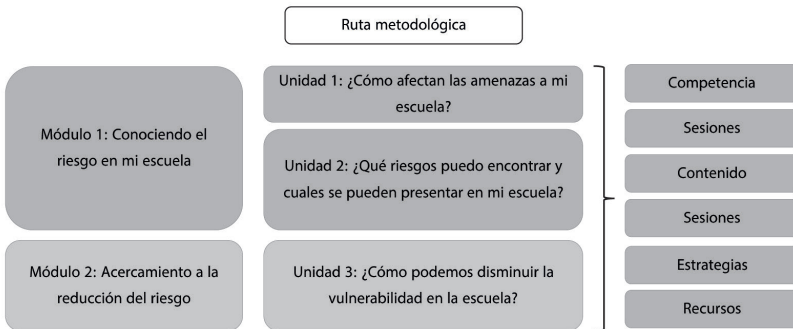 Ruta metodológica
Módulo 1: Conociendo el
riesgo en mi escuela
Unidad 1: ¿Cómo afectan las amenazas a mi
escuela?
Unidad 2: ¿Qué riesgos puedo encontrar y
cuales se pueden presentar en mi escuela?
Módulo 2: Acercamiento a la
reducción del riesgo
Unidad 3: ¿Cómo podemos disminuir la
vulnerabilidad en la escuela?
Competencia
Sesiones
Contenido
Sesiones
Estrategias
Recursos